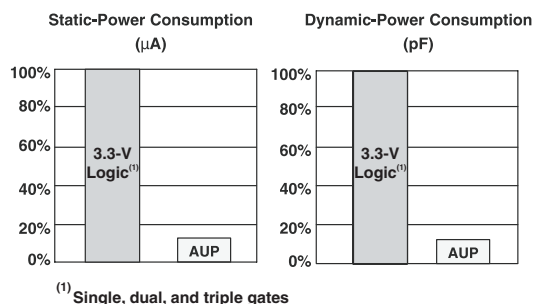 Static-Power Consumption
(μA)
100%
80%
60%
40%
20%
0%
3.3-V
Logic(1)
AUP
Dynamic-Power Consumption
(pF)
100%
80%
60%
40%
20%
0%
3.3-V
Logic(1)
AUP
(1) Single, dual, and triple gates